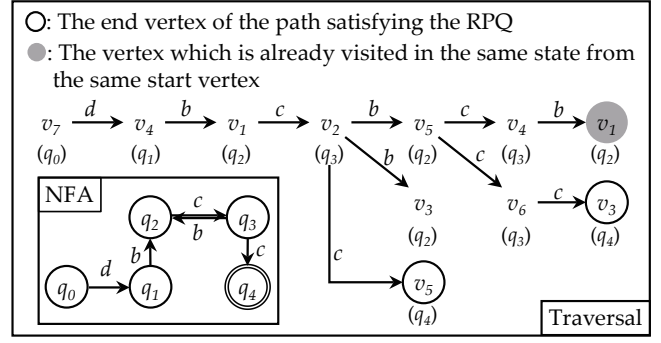 : The end vertex of the path satisfying the RPQ
: The vertex which is already visited in the same state from
the same start vertex
d b c b c b
v7 v4 v1 v2 v5 v4 v1
(q0) (q1) (q2) (q3) (q2) (q3) (q2)
b c
NFA
v3 v6 c v3
(q2) (q3) (q4)
c
q2 b q3
c
b c
d v5
q0 q1 q4
(q4)
Traversal